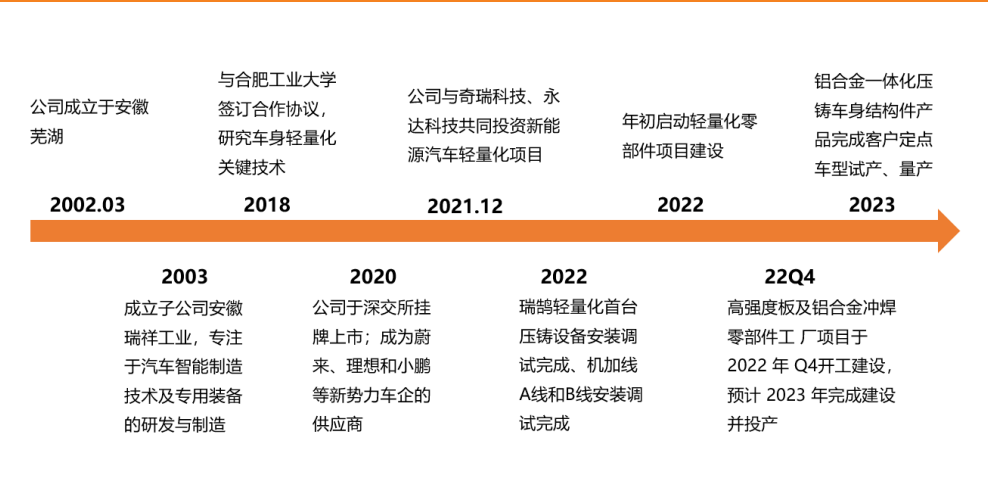 公司成立于安徽
芜湖
2002.03
与合肥工业大学
签订合作协议，
研究车身轻量化
关键技术
2018
公司与奇瑞科技、永
达科技共同投资新能
源汽车轻量化项目
2021.12
年初启动轻量化零
部件项目建设
2022
铝合金一体化压
铸车身结构件产
品完成客户定点
车型试产、量产
2023
2003
成立子公司安徽
瑞祥工业，专注
于汽车智能制造
技术及专用装备
的研发与制造
2020
公司于深交所挂
牌上市；成为蔚
来、理想和小鹏
等新势力车企的
供应商
2022
瑞鹄轻量化首台
压铸设备安装调
试完成、机加线
A线和B线安装调
试完成
22Q4
高强度板及铝合金冲焊
零部件工 厂项目于
2022 年 Q4开工建设，
预计 2023 年完成建设
并投产